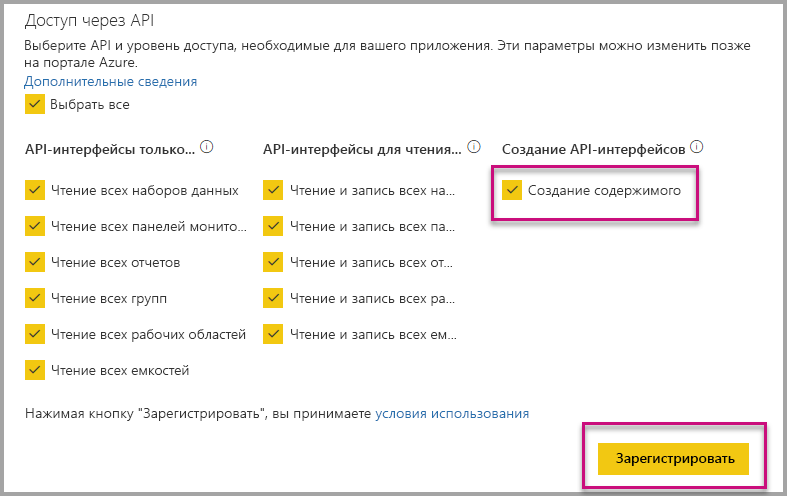 Доступ через API
Выберите API и уровень доступа, необходимые для вашего приложения. Эти параметры можно изменить позже
на портале Azure.
Дополнительные сведения
Выбрать все
API-интерфейсы только...
Чтение всех наборов данных
Чтение всех панелей монито...
Чтение всех отчетов
Чтение всех групп
Чтение всех рабочих областей
Чтение всех емкостей
API-интерфейсы для чтения...
Чтение и запись всех на...
Чтение и запись всех па...
Чтение и запись всех от...
Чтение и запись всех ра...
Чтение и запись всех ем...
Создание API-интерфейсов
Создание содержимого
Нажимая кнопку "Зарегистрировать", вы принимаете условия использования
Зарегистрировать